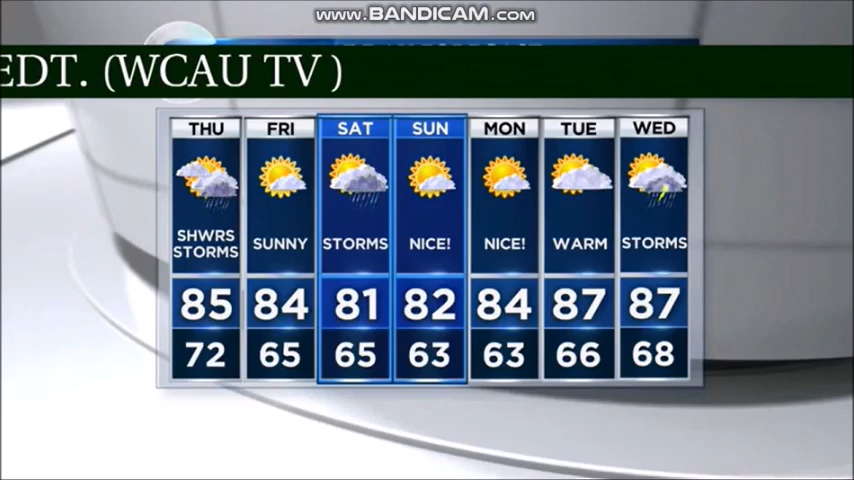 www.BANDICAM.com
EDT. (WCAU TV)
THU FRI SAT SUN MON TUE WED
SHWRS STORMS
SUNNY
STORMS
NICE!
NICE!
WARM
STORMS
85 84 81 82 84 87 87
72 65 65 63 63 66 68